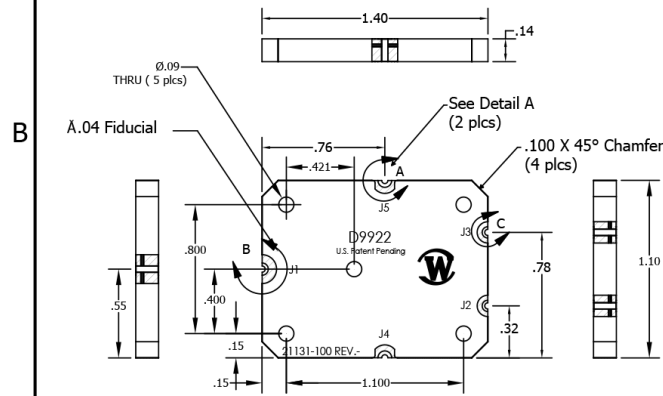 1.40
.14
Ø.09
THRU ( 5 plcs)
See Detail A
(2 plcs)
B
Ă.04 Fiducial
.76
.100 X 45° Chamfer
(4 plcs)
.421
A
J5
D9922
U.S. Patent Pending
J3
C
B
J1
W
.800
.400
.78
1.10
.55
J2
.32
.15
J4
21131-100 REV.-
.15
1.100